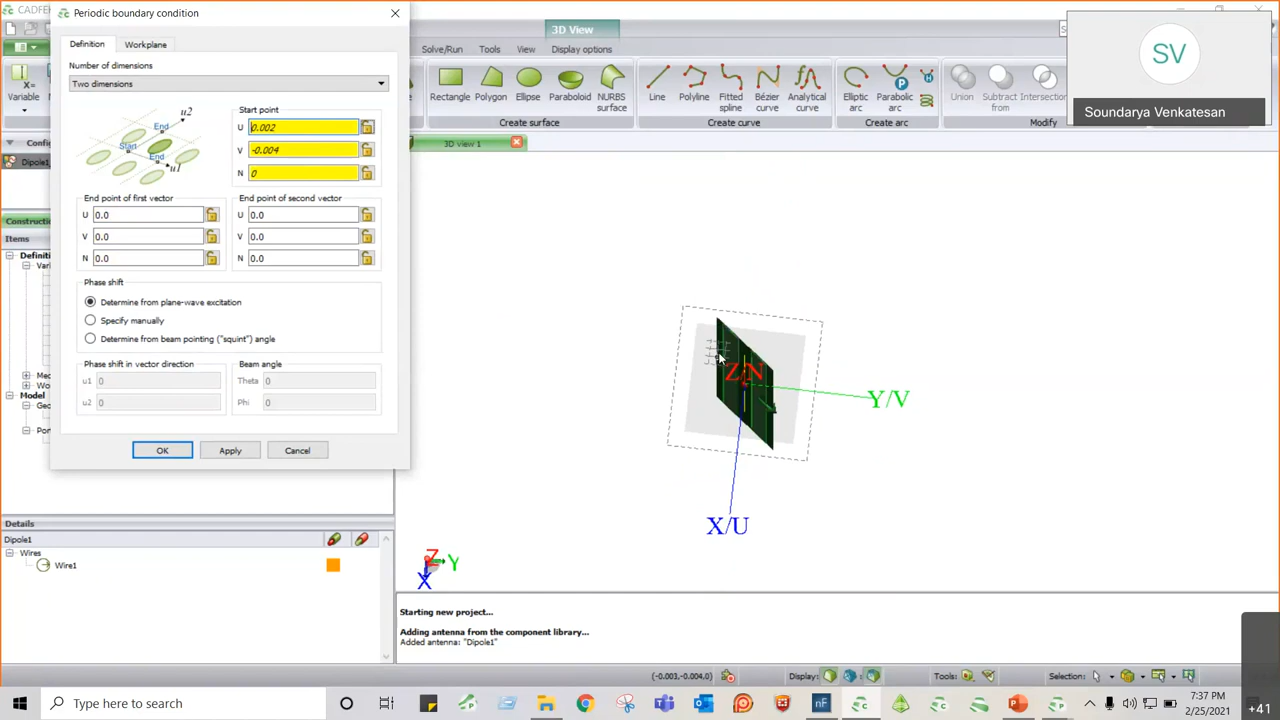 CADFE
Periodic boundary condition
Definition
Workplane
Number of dimensions
Two dimensions
u2
End
Start
End
u1
Start point
U 0.002
V -0.004
N 0
End point of first vector
U 0.0
V 0.0
N 0.0
End point of second vector
U 0.0
V 0.0
N 0.0
Phase shift
Determine from plane-wave excitation
Specify manually
Determine from beam pointing ("squint") angle
Phase shift in vector direction
u1 0
u2 0
Beam angle
Theta 0
Phi 0
OK
Apply
Cancel
Variable
Confi
Dipole1
Constructi
Items
Definiti
Var
Med
Wo
Model
Geo
Por
Details
Dipole1
Wires
Wire1
3D View
Solve/Run
Tools
View
Display options
Rectangle
Polygon
Ellipse
Paraboloid
NURBS surface
Create surface
Line
Polyline
Fitted spline
Bézier curve
Analytical curve
Create curve
Elliptic arc
Parabolic arc
Create arc
Union
Subtract
Intersection
from
Modify
SV
Soundarya Venkatesan
3D view 1
Z/N
Y/V
X/U
Z
Y
X
Starting new project...
Adding antenna from the component library...
Added antenna: "Dipole1"
(-0.003,-0.004,0)
Display:
Tools:
Selection:
Type here to search
7:37 PM
2/25/2021
+41